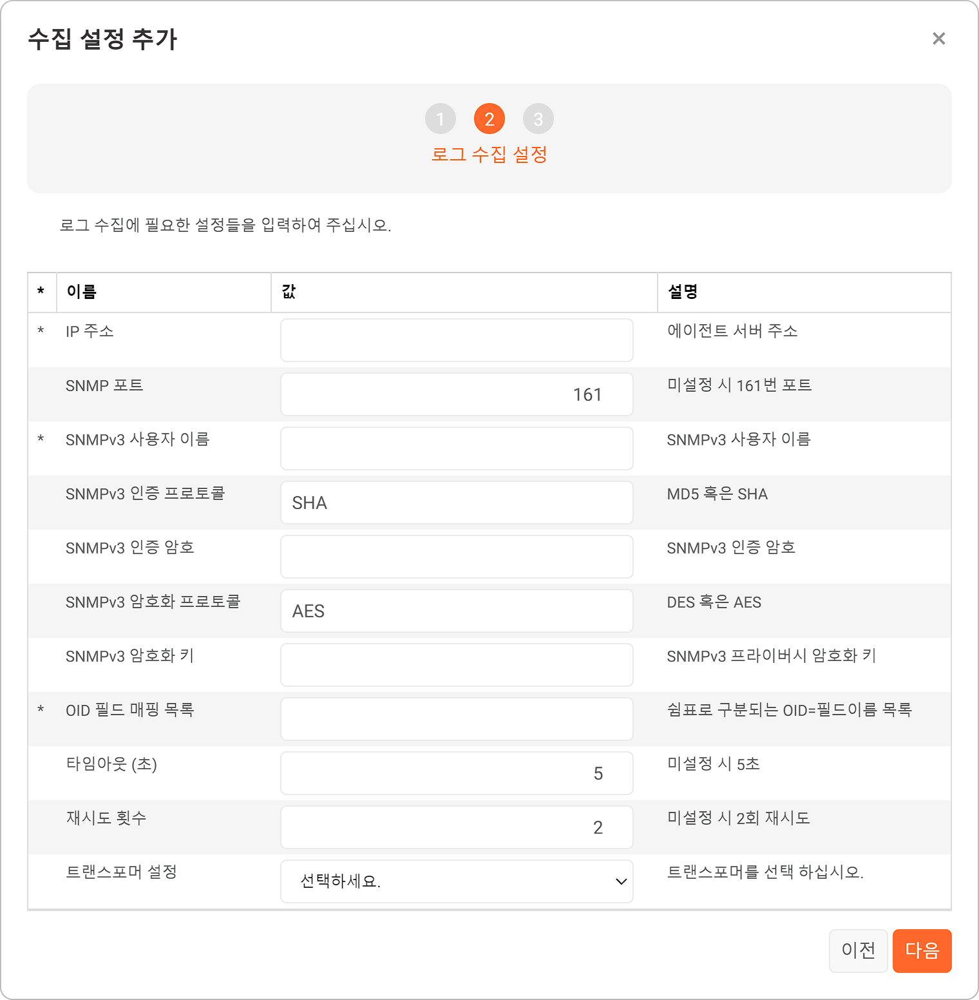 수집 설정 추가
×
1 2 3
로그 수집 설정
로그 수집에 필요한 설정들을 입력하여 주십시오.
* 이름 값 설명
* IP 주소 에이전트 서버 주소
SNMP 포트 161 미설정 시 161번 포트
* SNMPv3 사용자 이름 SNMPv3 사용자 이름
SNMPv3 인증 프로토콜 SHA MD5 혹은 SHA
SNMPv3 인증 암호 SNMPv3 인증 암호
SNMPv3 암호화 프로토콜 AES DES 혹은 AES
SNMPv3 암호화 키 SNMPv3 프라이버시 암호화 키
* OID 필드 매핑 목록 쉼표로 구분되는 OID=필드이름 목록
타임아웃 (초) 5 미설정 시 5초
재시도 횟수 2 미설정 시 2회 재시도
트랜스포머 설정 선택하세요. 트랜스포머를 선택 하십시오.
이전 다음